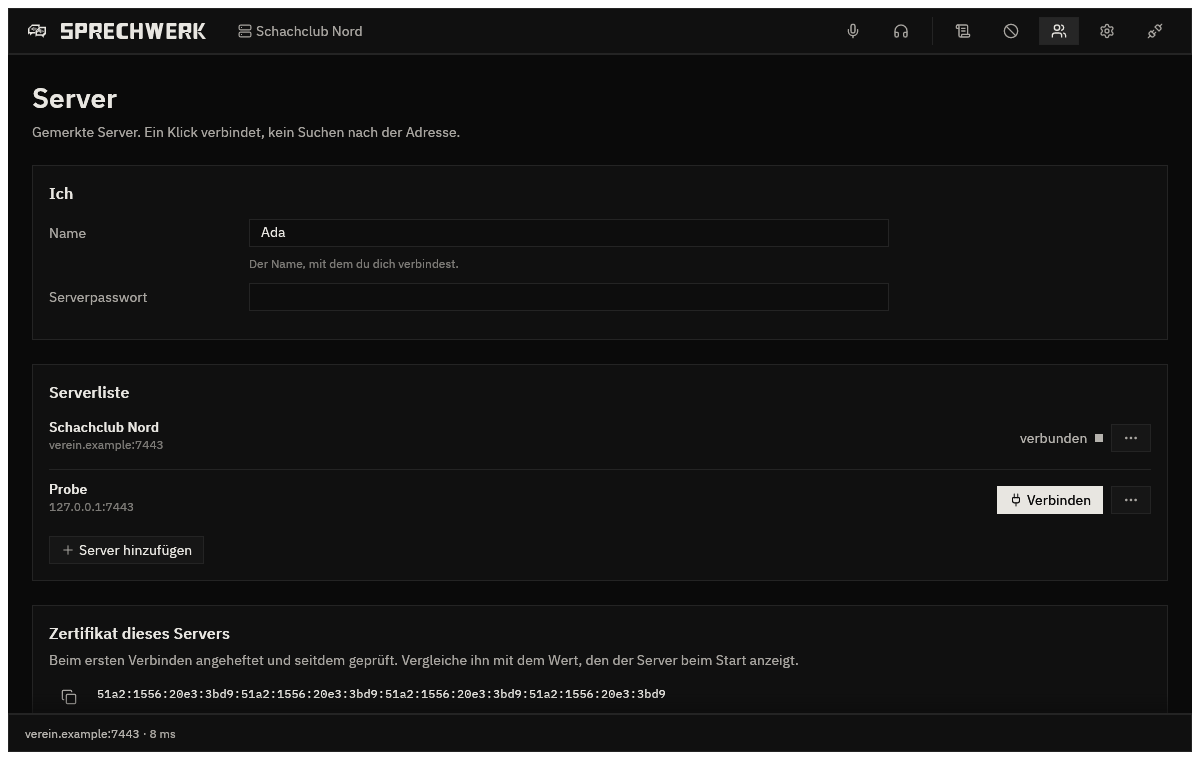 SPRECHWERK
Schachclub Nord
Server
Gemerkte Server. Ein Klick verbindet, kein Suchen nach der Adresse.
Ich
Name
Ada
Der Name, mit dem du dich verbindest.
Serverpasswort
Serverliste
Schachclub Nord
verein.example:7443
verbunden
Probe
127.0.0.1:7443
Verbinden
Server hinzufügen
Zertifikat dieses Servers
Beim ersten Verbinden angeheftet und seitdem geprüft. Vergleiche ihn mit dem Wert, den der Server beim Start anzeigt.
51a2:1556:20e3:3bd9:51a2:1556:20e3:3bd9:51a2:1556:20e3:3bd9:51a2:1556:20e3:3bd9
verein.example:7443 · 8 ms